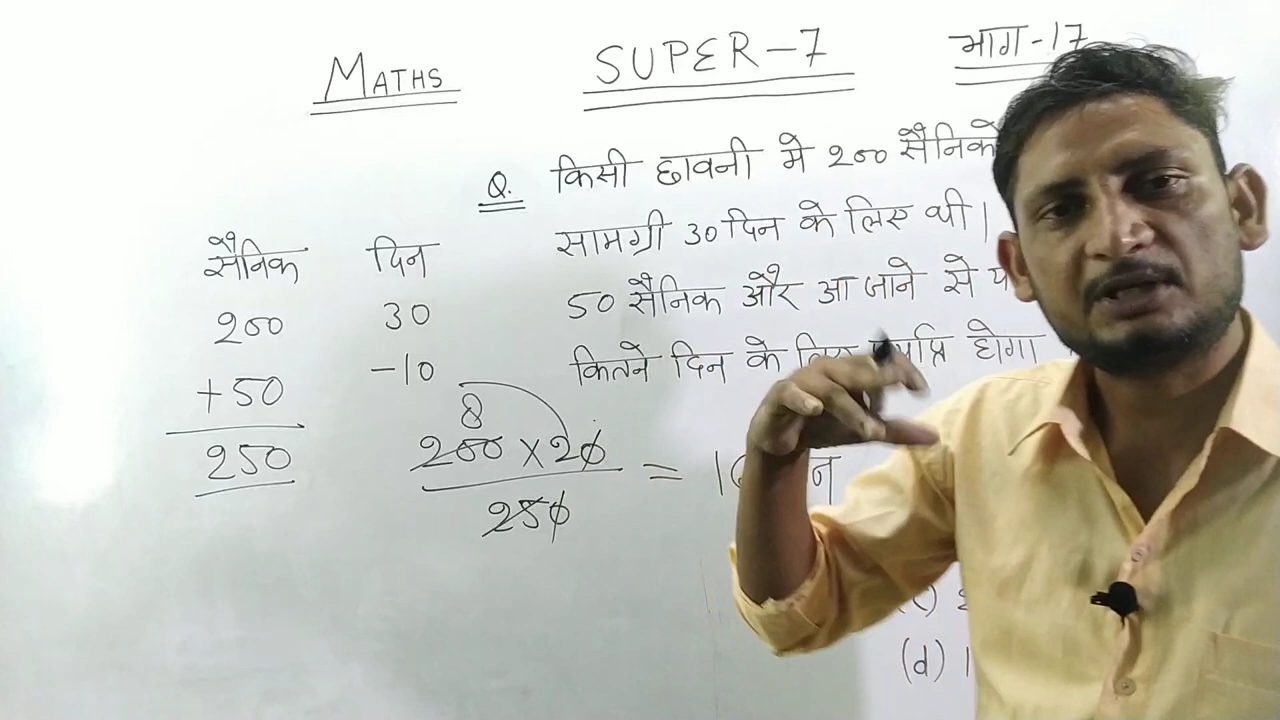 MATHS SUPER-7 भाग-17
Q. किसी छावनी मे 200 सैनिको
सामग्री 30 दिन के लिए थी।
50 सैनिक और आ जाने से
कितने दिन के लिए पर्याप्त होगा
सैनिक दिन
200 30
+50 -10
250
8
200 × 20
250
=
(d)